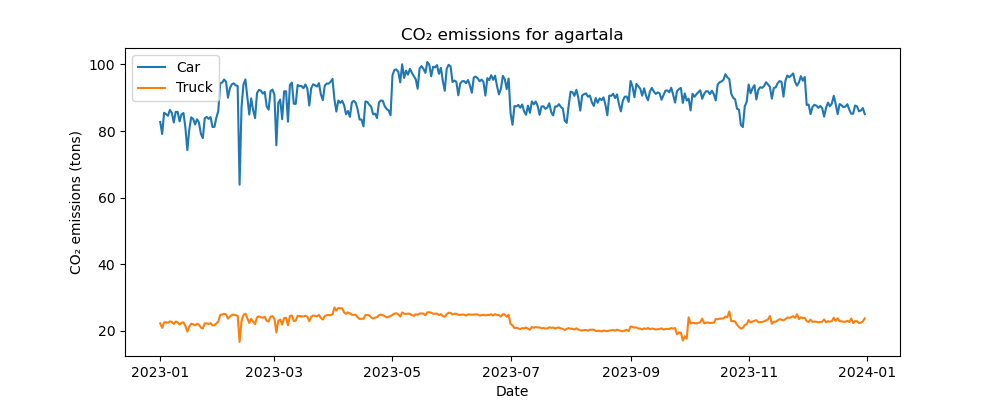 CO₂ emissions for agartala
Car
Truck
CO₂ emissions (tons)
100
80
60
40
20
2023-01
2023-03
2023-05
2023-07
2023-09
2023-11
2024-01
Date